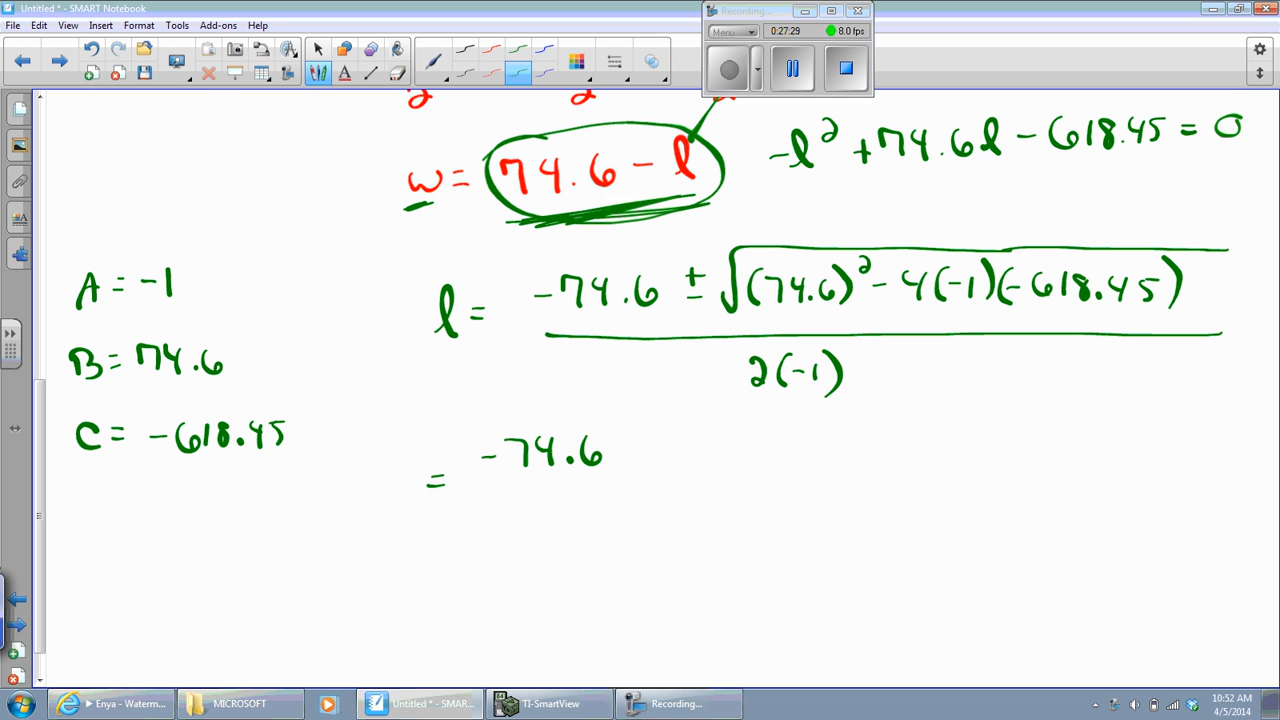 Untitled * - SMART Notebook
File Edit View Insert Format Tools Add-ons Help
Recording...
Menu 0:27:29 8.0 fps
2 2
w = 74.6 - l
-l² + 74.6l - 618.45 = 0
A = -1
B = 74.6
C = -618.45
l = -74.6 ± √(74.6)² - 4(-1)(-618.45)
2(-1)
= -74.6
Enya - Waterm... MICROSOFT Untitled * - SMAR... TI-SmartView Recording...
10:52 AM
4/5/2014